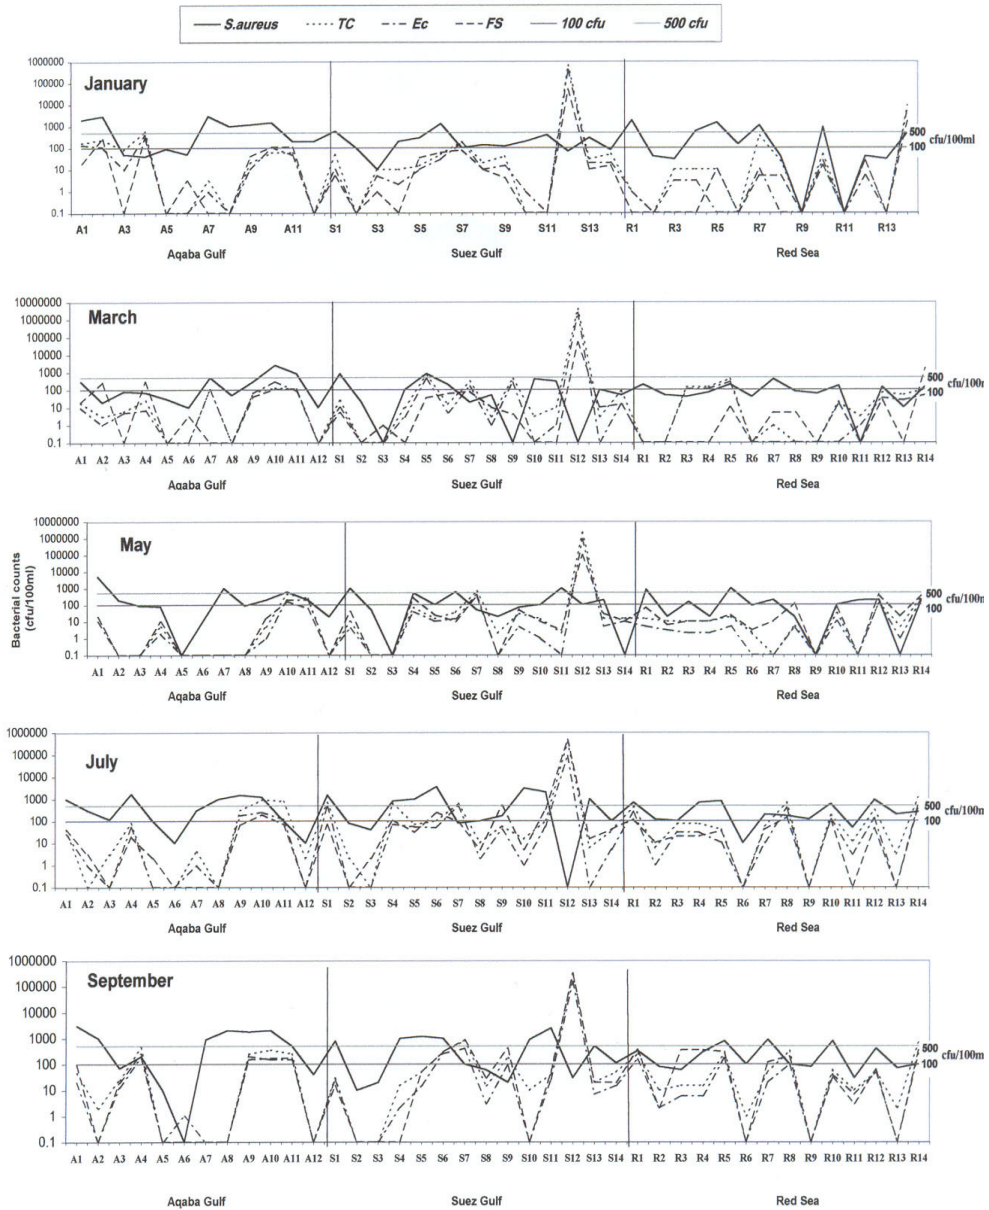 S.aureus TC Ec FS 100 cfu 500 cfu
January
1000000
100000
10000
1000
100
10
1
0.1
500
cfu/100ml
100
A1 A3 A5 A7 A9 A11 S1 S3 S5 S7 S9 S11 S13 R1 R3 R5 R7 R9 R11 R13
Aqaba Gulf Suez Gulf Red Sea
March
10000000
1000000
100000
10000
1000
100
10
1
0.1
500
cfu/100ml
100
A1 A2 A3 A4 A5 A6 A7 A8 A9 A10 A11 A12 S1 S2 S3 S4 S5 S6 S7 S8 S9 S10 S11 S12 S13 S14 R1 R2 R3 R4 R5 R6 R7 R8 R9 R10 R11 R12 R13 R14
Aqaba Gulf Suez Gulf Red Sea
Bacterial counts
(cfu/100ml)
May
10000000
1000000
100000
10000
1000
100
10
1
0.1
500
cfu/100ml
100
A1 A2 A3 A4 A5 A6 A7 A8 A9 A10 A11 A12 S1 S2 S3 S4 S5 S6 S7 S8 S9 S10 S11 S12 S13 S14 R1 R2 R3 R4 R5 R6 R7 R8 R9 R10 R11 R12 R13 R14
Aqaba Gulf Suez Gulf Red Sea
July
1000000
100000
10000
1000
100
10
1
0.1
500
cfu/100m
100
A1 A2 A3 A4 A5 A6 A7 A8 A9 A10 A11 A12 S1 S2 S3 S4 S5 S6 S7 S8 S9 S10 S11 S12 S13 S14 R1 R2 R3 R4 R5 R6 R7 R8 R9 R10 R11 R12 R13 R14
Aqaba Gulf Suez Gulf Red Sea
September
1000000
100000
10000
1000
100
10
1
0.1
500
cfu/100m
100
A1 A2 A3 A4 A5 A6 A7 A8 A9 A10 A11 A12 S1 S2 S3 S4 S5 S6 S7 S8 S9 S10 S11 S12 S13 S14 R1 R2 R3 R4 R5 R6 R7 R8 R9 R10 R11 R12 R13 R14
Aqaba Gulf Suez Gulf Red Sea